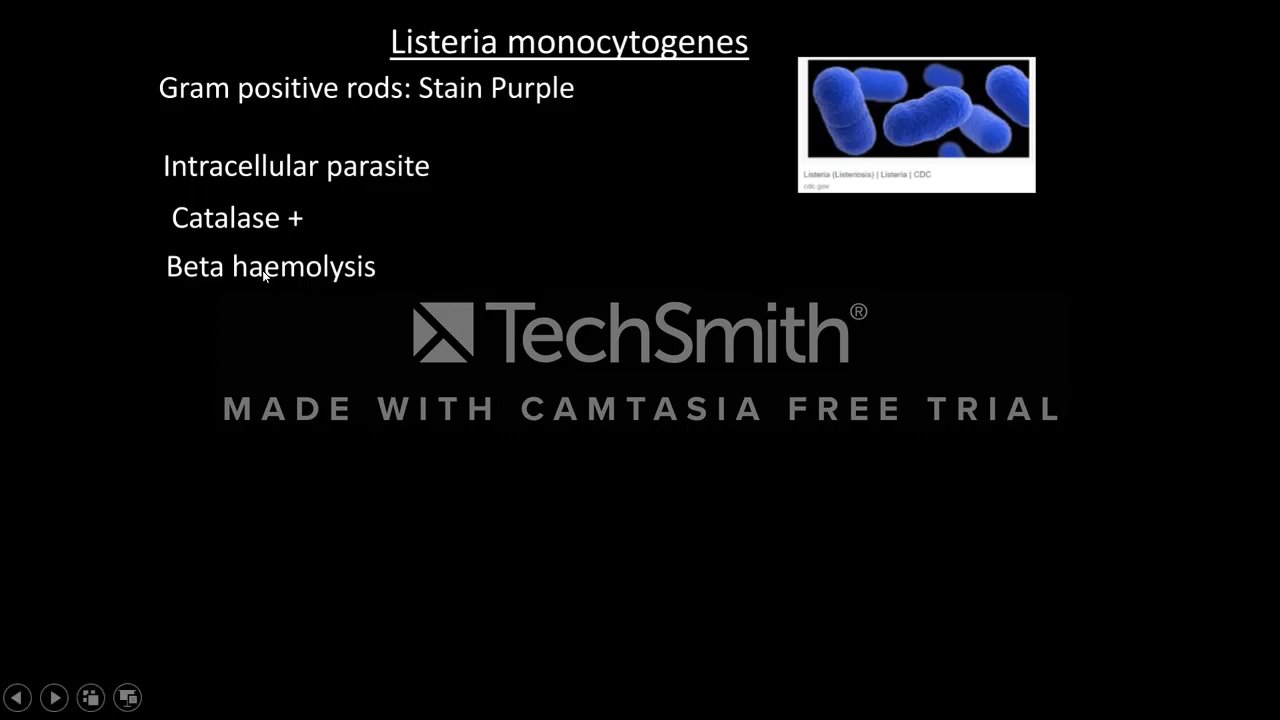 Listeria monocytogenes
Gram positive rods: Stain Purple
Listeria (Listeriosis) | Listeria | CDC
cdc.gov
Intracellular parasite
Catalase +
Beta haemolysis
TechSmith®
MADE WITH CAMTASIA FREE TRIAL